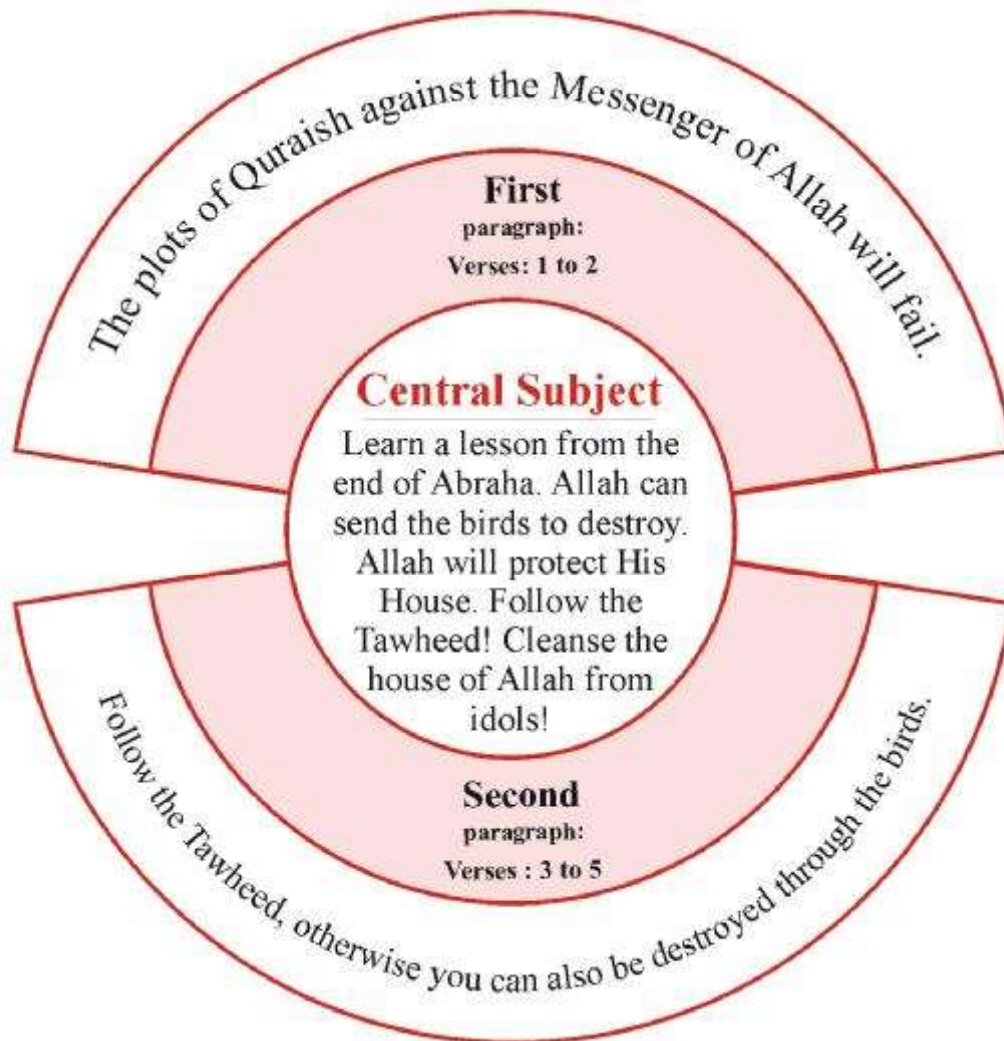 The plots of Quraish against the Messenger of Allah will fail.
First
paragraph:
Verses: 1 to 2
Central Subject
Learn a lesson from the
end of Abraha. Allah can
send the birds to destroy.
Allah will protect His
House. Follow the
Tawheed! Cleanse the
house of Allah from
idols!
Second
paragraph:
Verses : 3 to 5
Follow the Tawheed, otherwise you can also be destroyed through the birds.